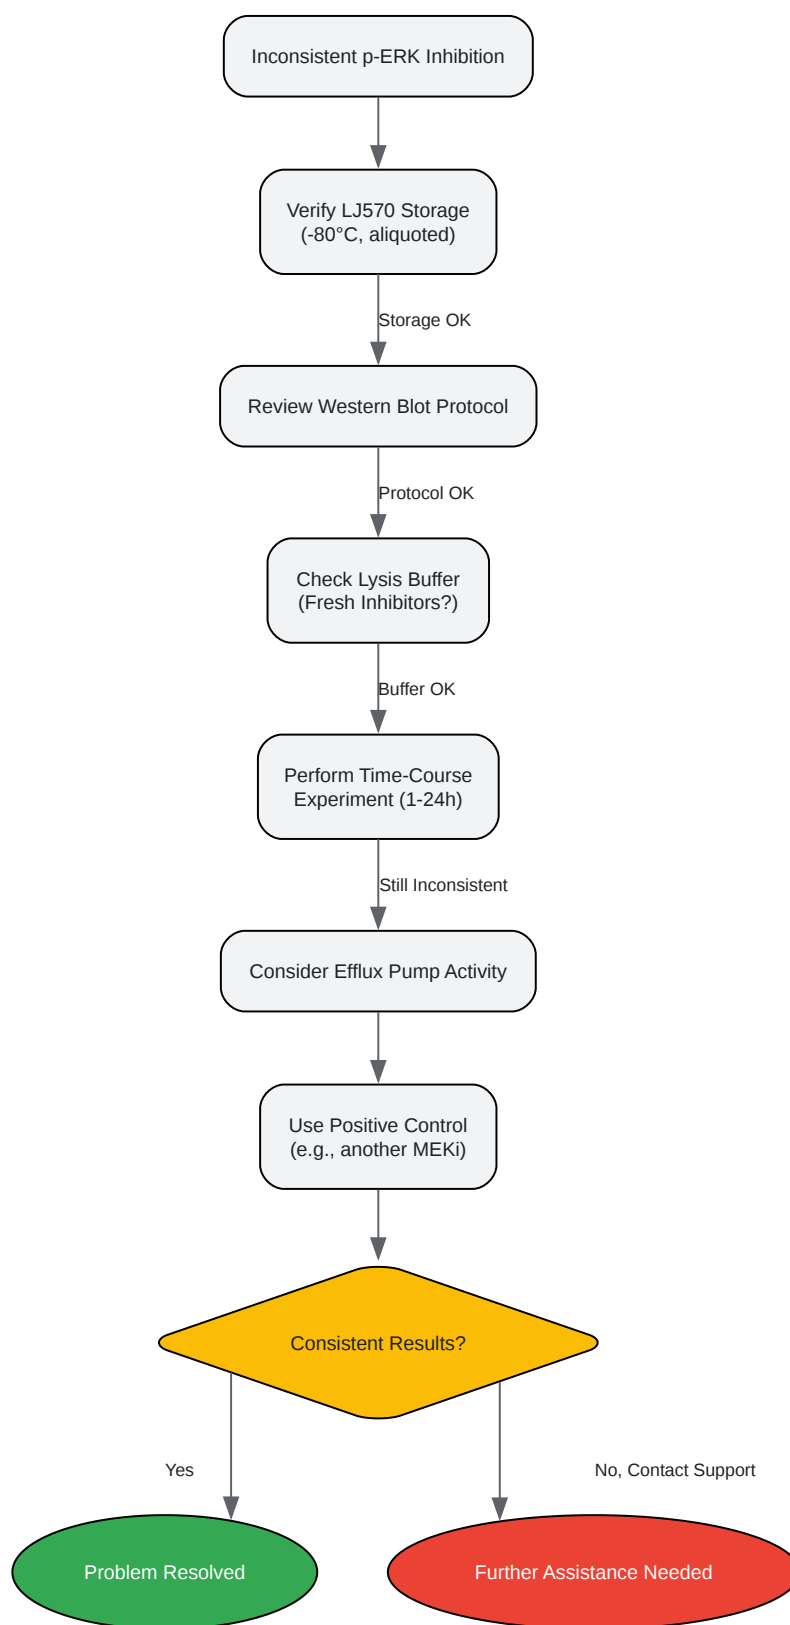 Inconsistent p-ERK Inhibition
Verify LJ570 Storage
(-80°C, aliquoted)
Storage OK
Review Western Blot Protocol
Protocol OK
Check Lysis Buffer
(Fresh Inhibitors?)
Buffer OK
Perform Time-Course
Experiment (1-24h)
Still Inconsistent
Consider Efflux Pump Activity
Use Positive Control
(e.g., another MEKi)
Consistent Results?
Yes
No, Contact Support
Problem Resolved
Further Assistance Needed